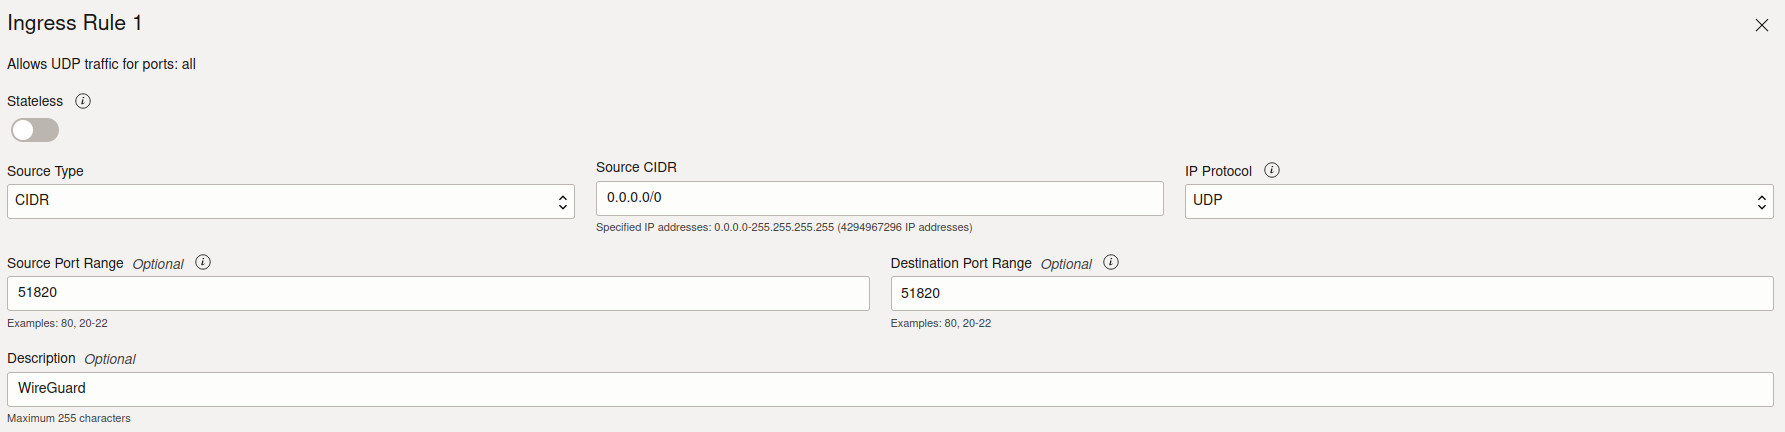 Ingress Rule 1
Allows UDP traffic for ports: all
Stateless
Source Type
CIDR
Source CIDR
0.0.0.0/0
Specified IP addresses: 0.0.0.0-255.255.255.255 (4294967296 IP addresses)
IP Protocol
UDP
Source Port Range Optional
51820
Examples: 80, 20-22
Destination Port Range Optional
51820
Examples: 80, 20-22
Description Optional
WireGuard
Maximum 255 characters